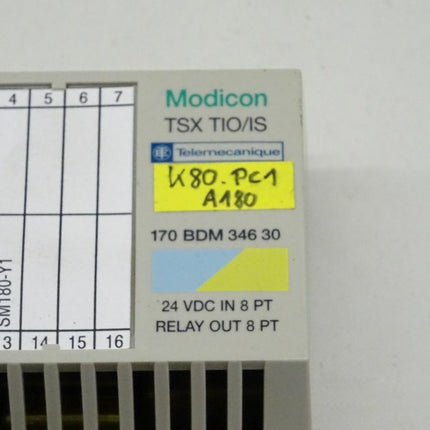 4 5 6 7
Modicon
TSX TIO/IS
Telemecanique
K80.PC1
A180
170 BDM 346 30
24 VDC IN 8 PT
RELAY OUT 8 PT
SM180-Y1
3 14 15 16